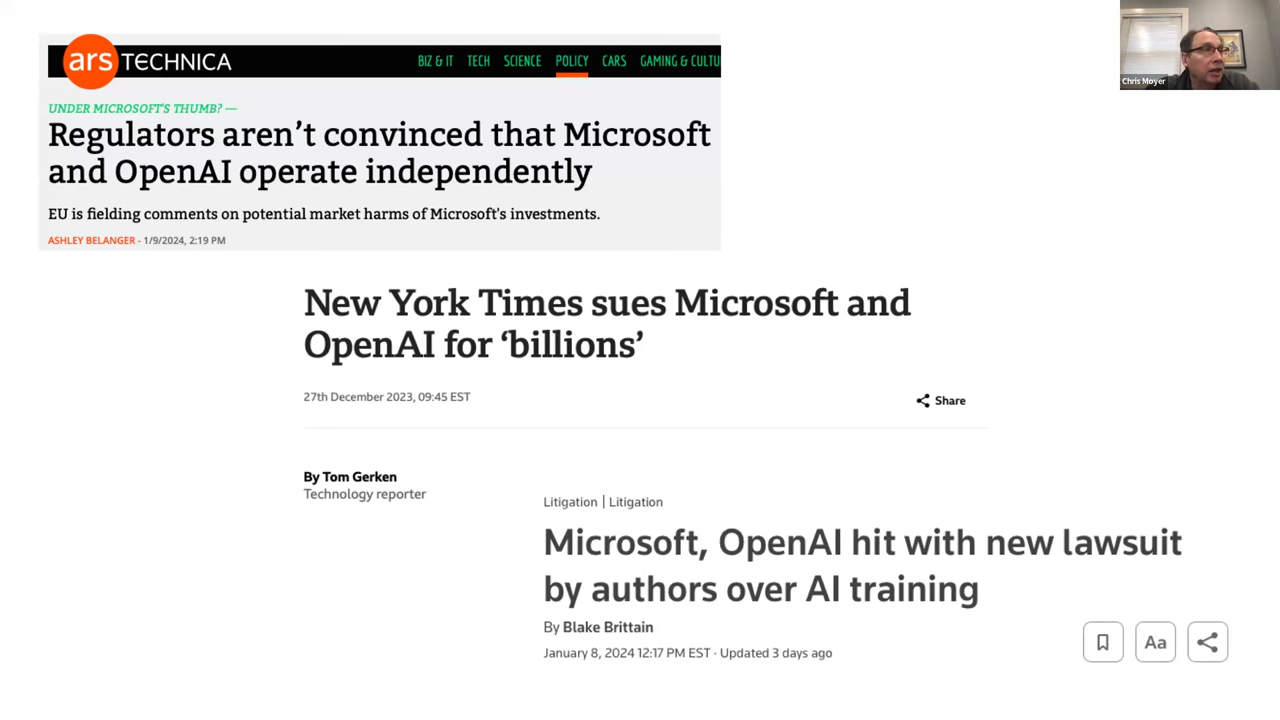 ars TECHNICA
BIZ & IT TECH SCIENCE POLICY CARS GAMING & CULTU
Chris Moyer
UNDER MICROSOFT'S THUMB? —
Regulators aren’t convinced that Microsoft
and OpenAI operate independently
EU is fielding comments on potential market harms of Microsoft's investments.
ASHLEY BELANGER - 1/9/2024, 2:19 PM
New York Times sues Microsoft and
OpenAI for ‘billions’
27th December 2023, 09:45 EST
Share
By Tom Gerken
Technology reporter
Litigation | Litigation
Microsoft, OpenAI hit with new lawsuit
by authors over AI training
By Blake Brittain
January 8, 2024 12:17 PM EST · Updated 3 days ago
Aa